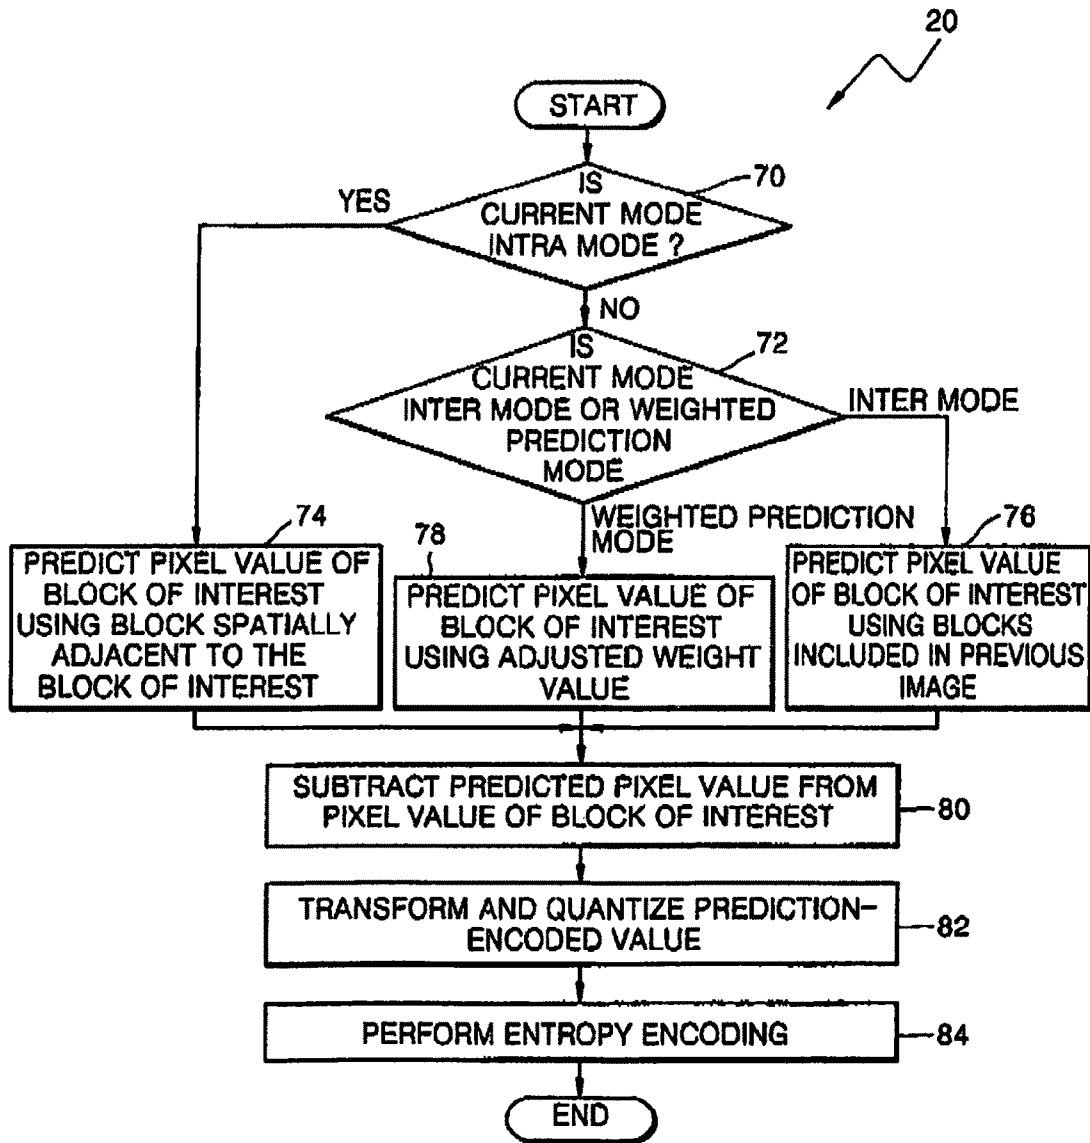 20
START
70
YES
IS
CURRENT MODE
INTRA MODE ?
NO
72
IS
CURRENT MODE
INTER MODE OR WEIGHTED
PREDICTION
MODE
INTER MODE
74
PREDICT PIXEL VALUE OF
BLOCK OF INTEREST
USING BLOCK SPATIALLY
ADJACENT TO THE
BLOCK OF INTEREST
WEIGHTED PREDICTION
MODE
78
PREDICT PIXEL VALUE OF
BLOCK OF INTEREST
USING ADJUSTED WEIGHT
VALUE
76
PREDICT PIXEL VALUE
OF BLOCK OF INTEREST
USING BLOCKS
INCLUDED IN PREVIOUS
IMAGE
SUBTRACT PREDICTED PIXEL VALUE FROM
PIXEL VALUE OF BLOCK OF INTEREST
80
TRANSFORM AND QUANTIZE PREDICTION-
ENCODED VALUE
82
PERFORM ENTROPY ENCODING
84
END